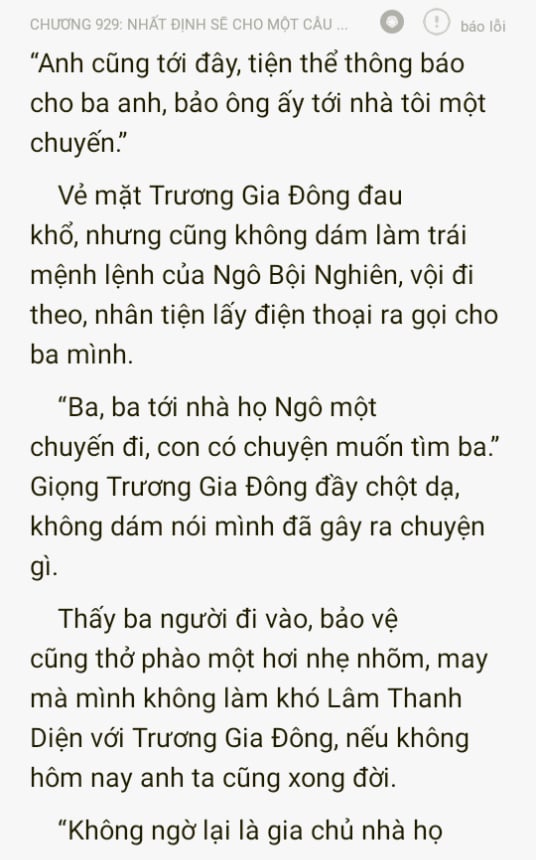 CHƯƠNG 929: NHẤT ĐỊNH SẼ CHO MỘT CÂU ...
báo lỗi
“Anh cũng tới đây, tiện thể thông báo
cho ba anh, bảo ông ấy tới nhà tôi một
chuyến.”
Vẻ mặt Trương Gia Đông đau
khổ, nhưng cũng không dám làm trái
mệnh lệnh của Ngô Bội Nghiên, vội đi
theo, nhân tiện lấy điện thoại ra gọi cho
ba mình.
“Ba, ba tới nhà họ Ngô một
chuyến đi, con có chuyện muốn tìm ba.”
Giọng Trương Gia Đông đầy chột dạ,
không dám nói mình đã gây ra chuyện
gì.
Thấy ba người đi vào, bảo vệ
cũng thở phào một hơi nhẹ nhõm, may
mà mình không làm khó Lâm Thanh
Diện với Trương Gia Đông, nếu không
hôm nay anh ta cũng xong đời.
“Không ngờ lại là gia chủ nhà họ